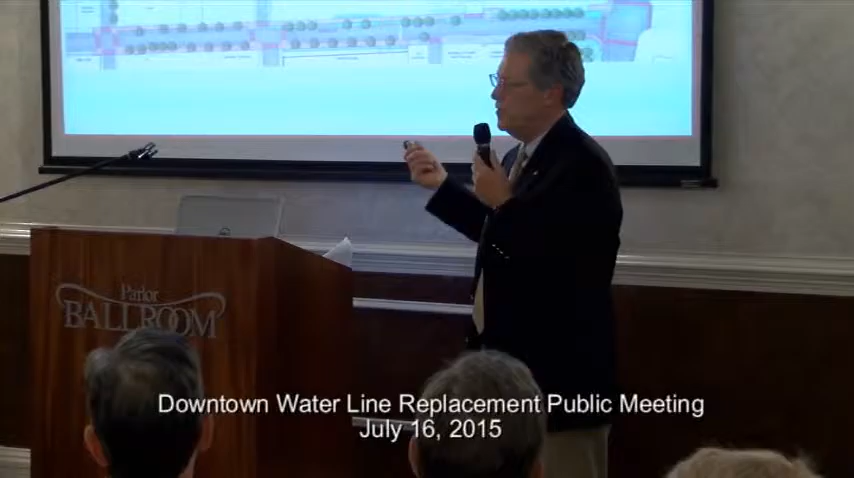 Parlor
BALLROOM
Downtown Water Line Replacement Public Meeting
July 16, 2015